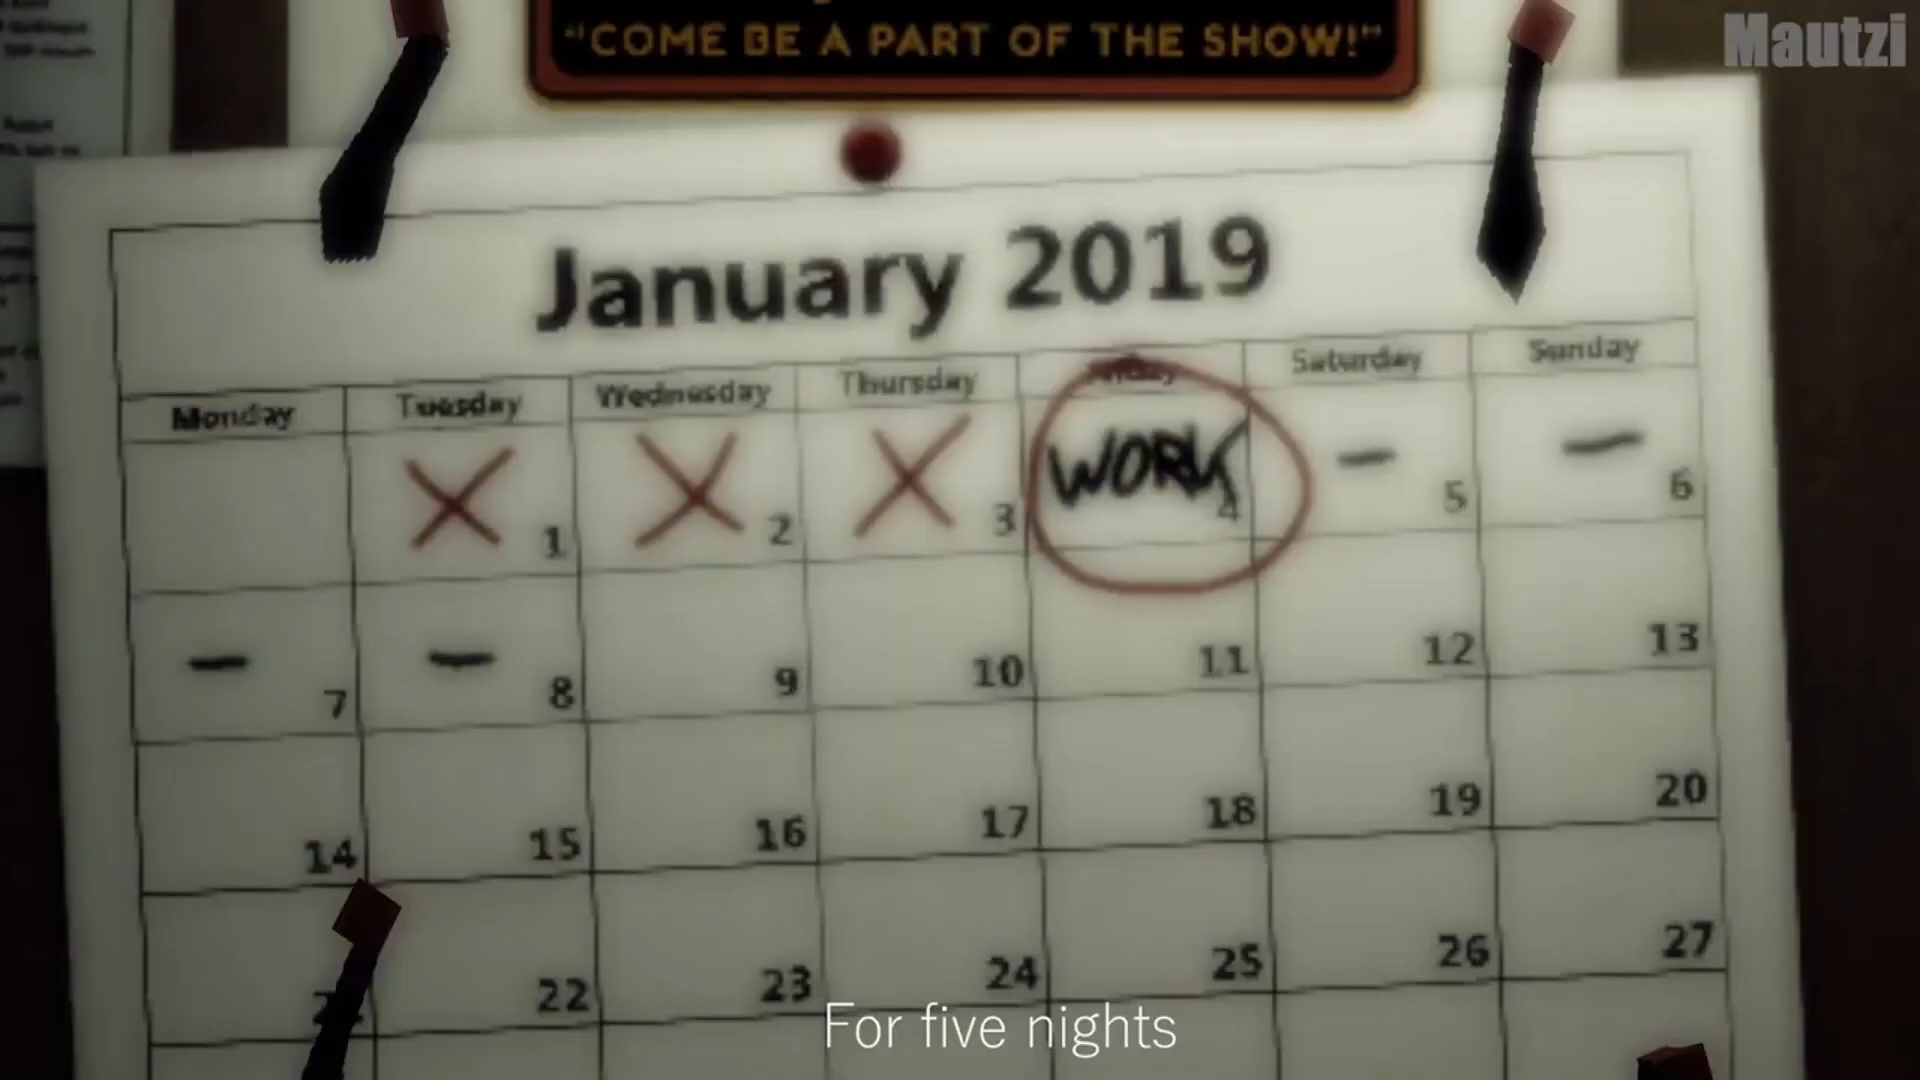 "COME BE A PART OF THE SHOW!"
Mautzi
January 2019
Monday Tuesday Wednesday Thursday Friday Saturday Sunday
WORK
1 2 3 4 5 6
7 8 9 10 11 12 13
14 15 16 17 18 19 20
22 23 24 25 26 27
For five nights